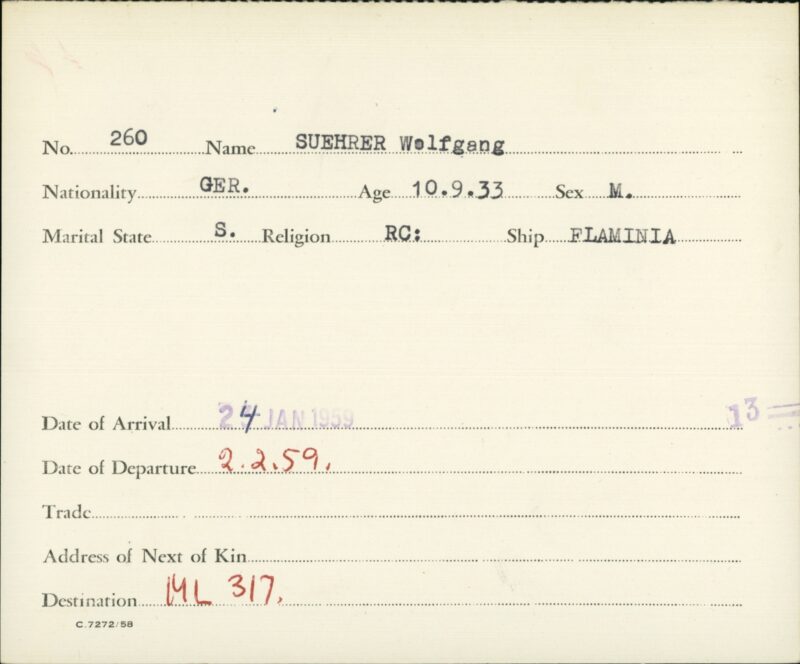 No. 260 Name SUEHRER Wolfgang
Nationality GER. Age 10.9.33 Sex M.
Marital State S. Religion RC: Ship FLAMINIA
Date of Arrival 24 JAN 1959 13
Date of Departure 2.2.59.
Trade
Address of Next of Kin
Destination ML 317.
C.7272/58